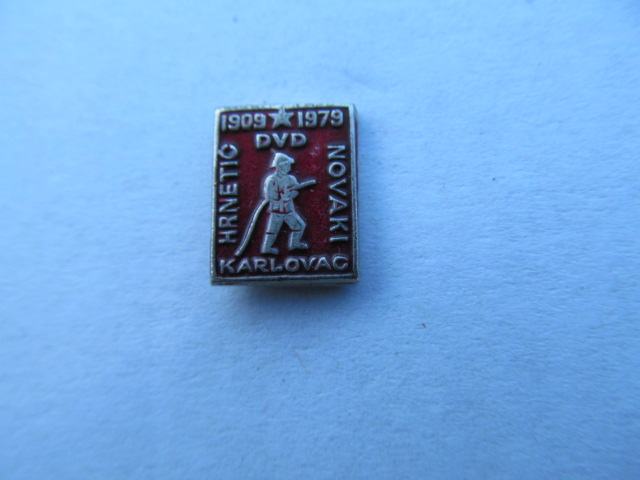 1909 ★ 1979
DVD
HRNETIĆ
NOVAKI
KARLOVAC